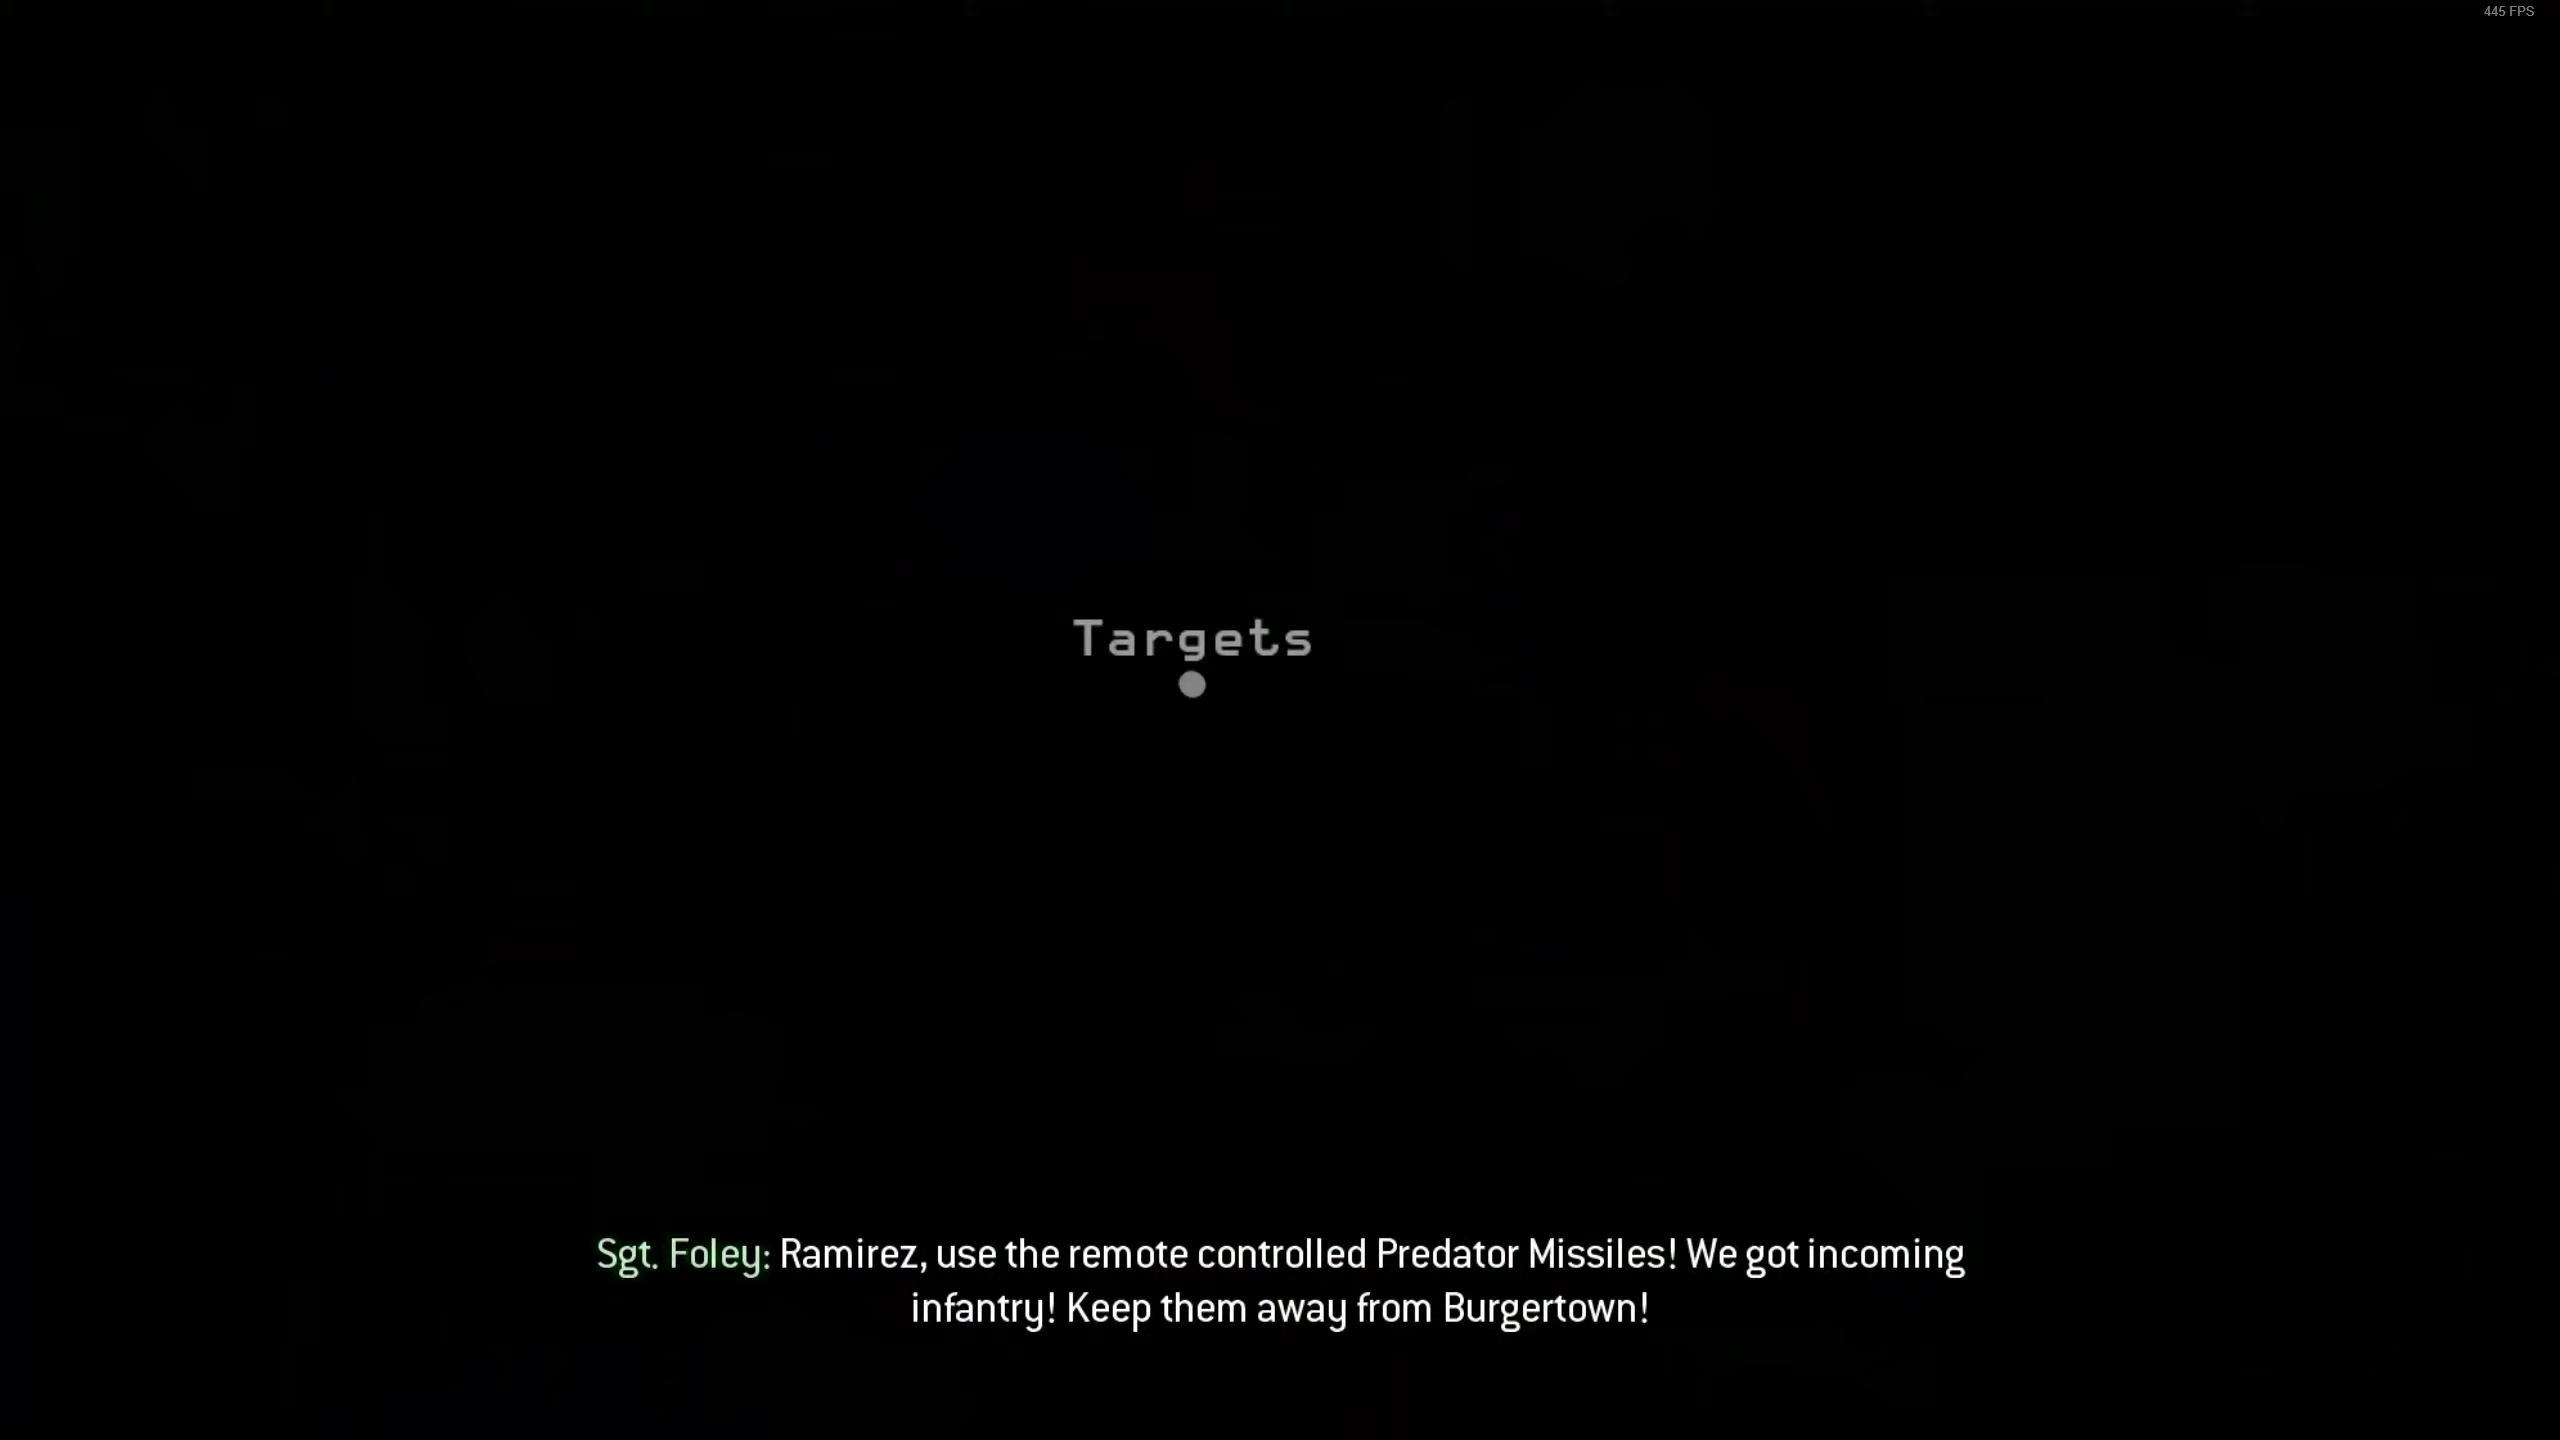 445 FPS
Targets
Sgt. Foley: Ramirez, use the remote controlled Predator Missiles! We got incoming
infantry! Keep them away from Burgertown!